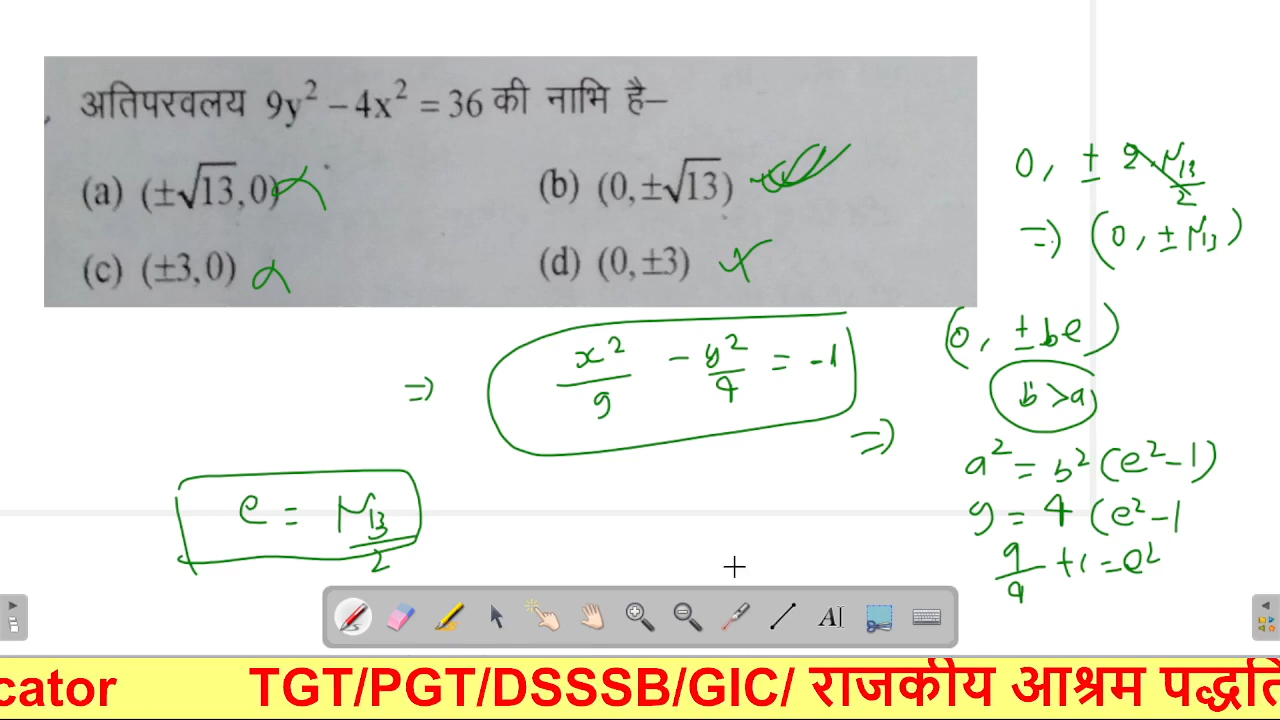 अतिपरवलय 9y² – 4x² = 36 की नाभि है–
(a) (±√13, 0)
(b) (0, ±√13)
(c) (±3, 0)
(d) (0, ±3)
0, ± 2·√13/2
=> (0, ±√13)
=> x²/9 - y²/4 = -1
(0, ±be)
b>a
=>
a² = b²(e²-1)
9 = 4(e²-1
9/4 +1 = e²
e = √13/2
cator TGT/PGT/DSSSB/GIC/ राजकीय आश्रम पद्धति